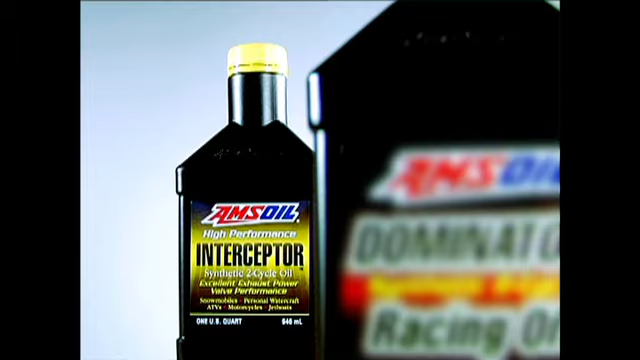 AMSOIL
High Performance
INTERCEPTOR
Synthetic 2-Cycle Oil
Excellent Exhaust Power
Valve Performance
Snowmobiles · Personal Watercraft
ATVs · Motorcycles · Jetboats
ONE U.S. QUART 946 mL
AMSOIL
DOMINATO
Racing